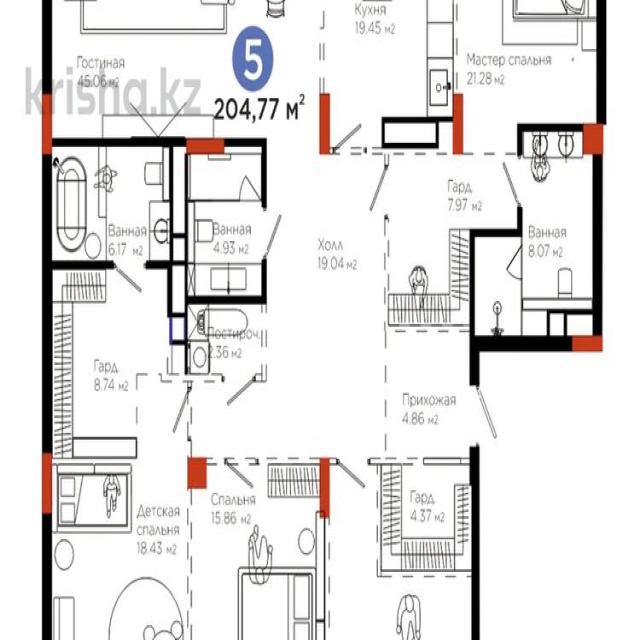 Кухня
19.45 м2
Гостиная
45.06 м2
5
204,77 м²
Мастер спальня
21.28 м2
krisha.kz
Гард.
7.97 м2
Ванная
6.17 м2
Ванная
4.93 м2
Холл
19.04 м2
Ванная
8.07 м2
Постироч.
2.36 м2
Гард.
8.74 м2
Прихожая
4.86 м2
Детская
спальня
18.43 м2
Спальня
15.86 м2
Гард.
4.37 м2